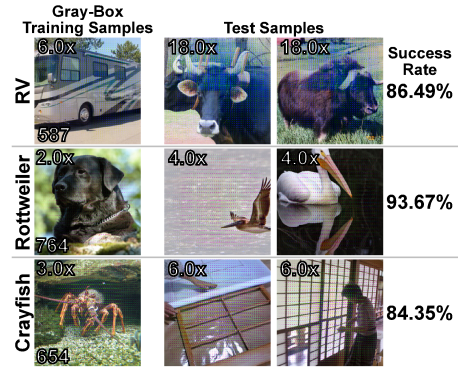 Gray-Box
Training Samples
Test Samples
Success
Rate
RV
6.0x
587
18.0x
18.0x
86.49%
Rottweiler
2.0x
764
4.0x
4.0x
93.67%
Crayfish
3.0x
654
6.0x
6.0x
84.35%